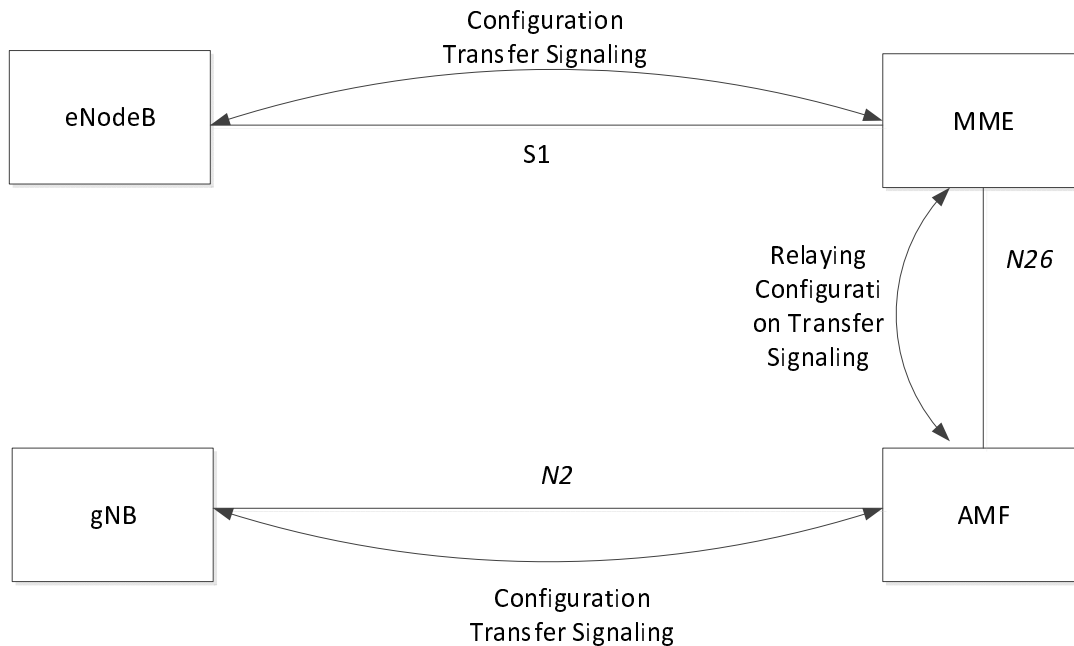 Configuration
Transfer Signaling
eNodeB
MME
S1
Relaying
Configurati
on Transfer
Signaling
N26
N2
gNB
AMF
Configuration
Transfer Signaling